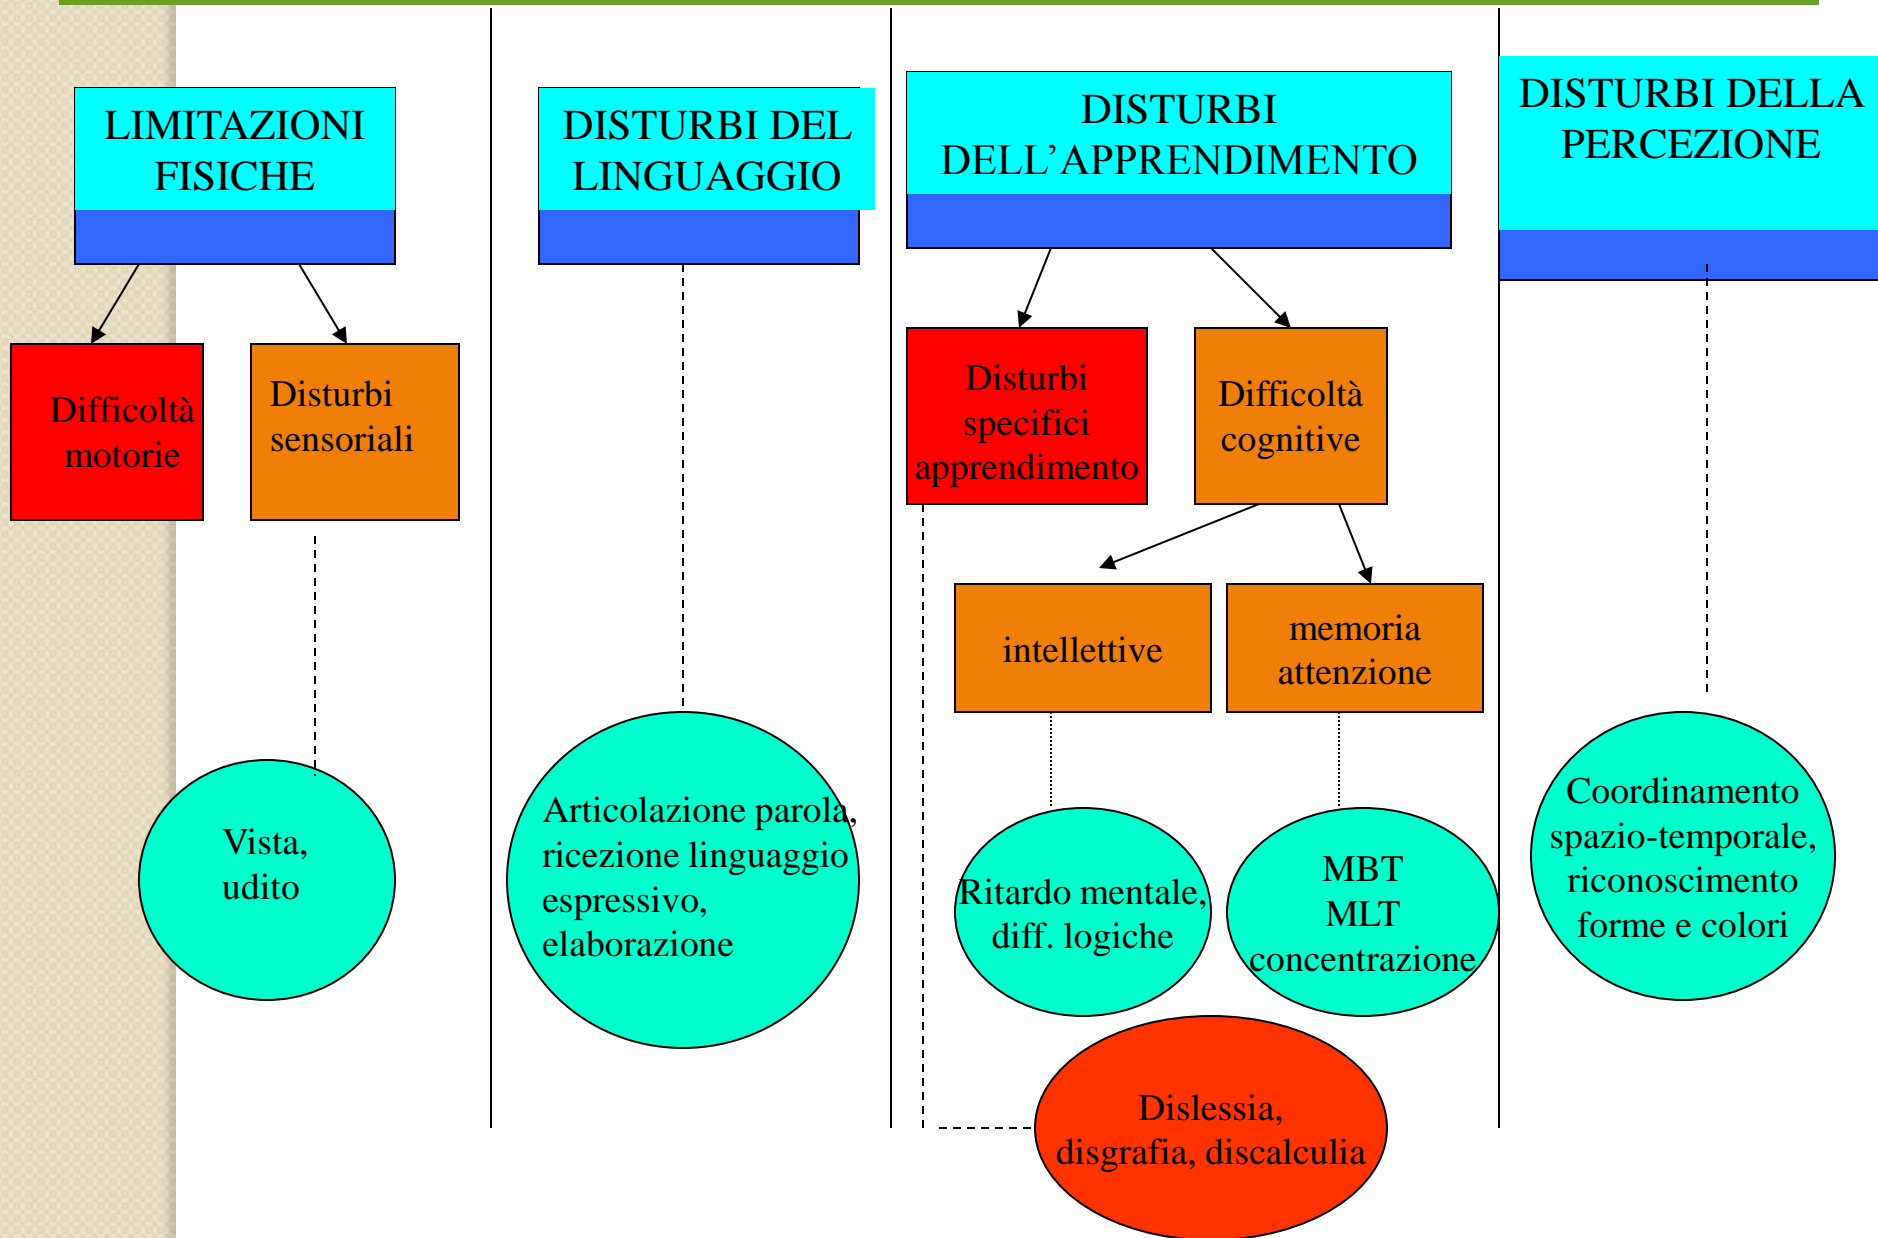 LIMITAZIONI
FISICHE
Difficoltà
motorie
Disturbi
sensoriali
Vista,
udito
DISTURBI DEL
LINGUAGGIO
Articolazione parola,
ricezione linguaggio
espressivo,
elaborazione
DISTURBI
DELL’APPRENDIMENTO
Disturbi
specifici
apprendimento
Difficoltà
cognitive
intellettive
memoria
attenzione
Ritardo mentale,
diff. logiche
MBT
MLT
concentrazione
Dislessia,
disgrafia, discalculia
DISTURBI DELLA
PERCEZIONE
Coordinamento
spazio-temporale,
riconoscimento
forme e colori